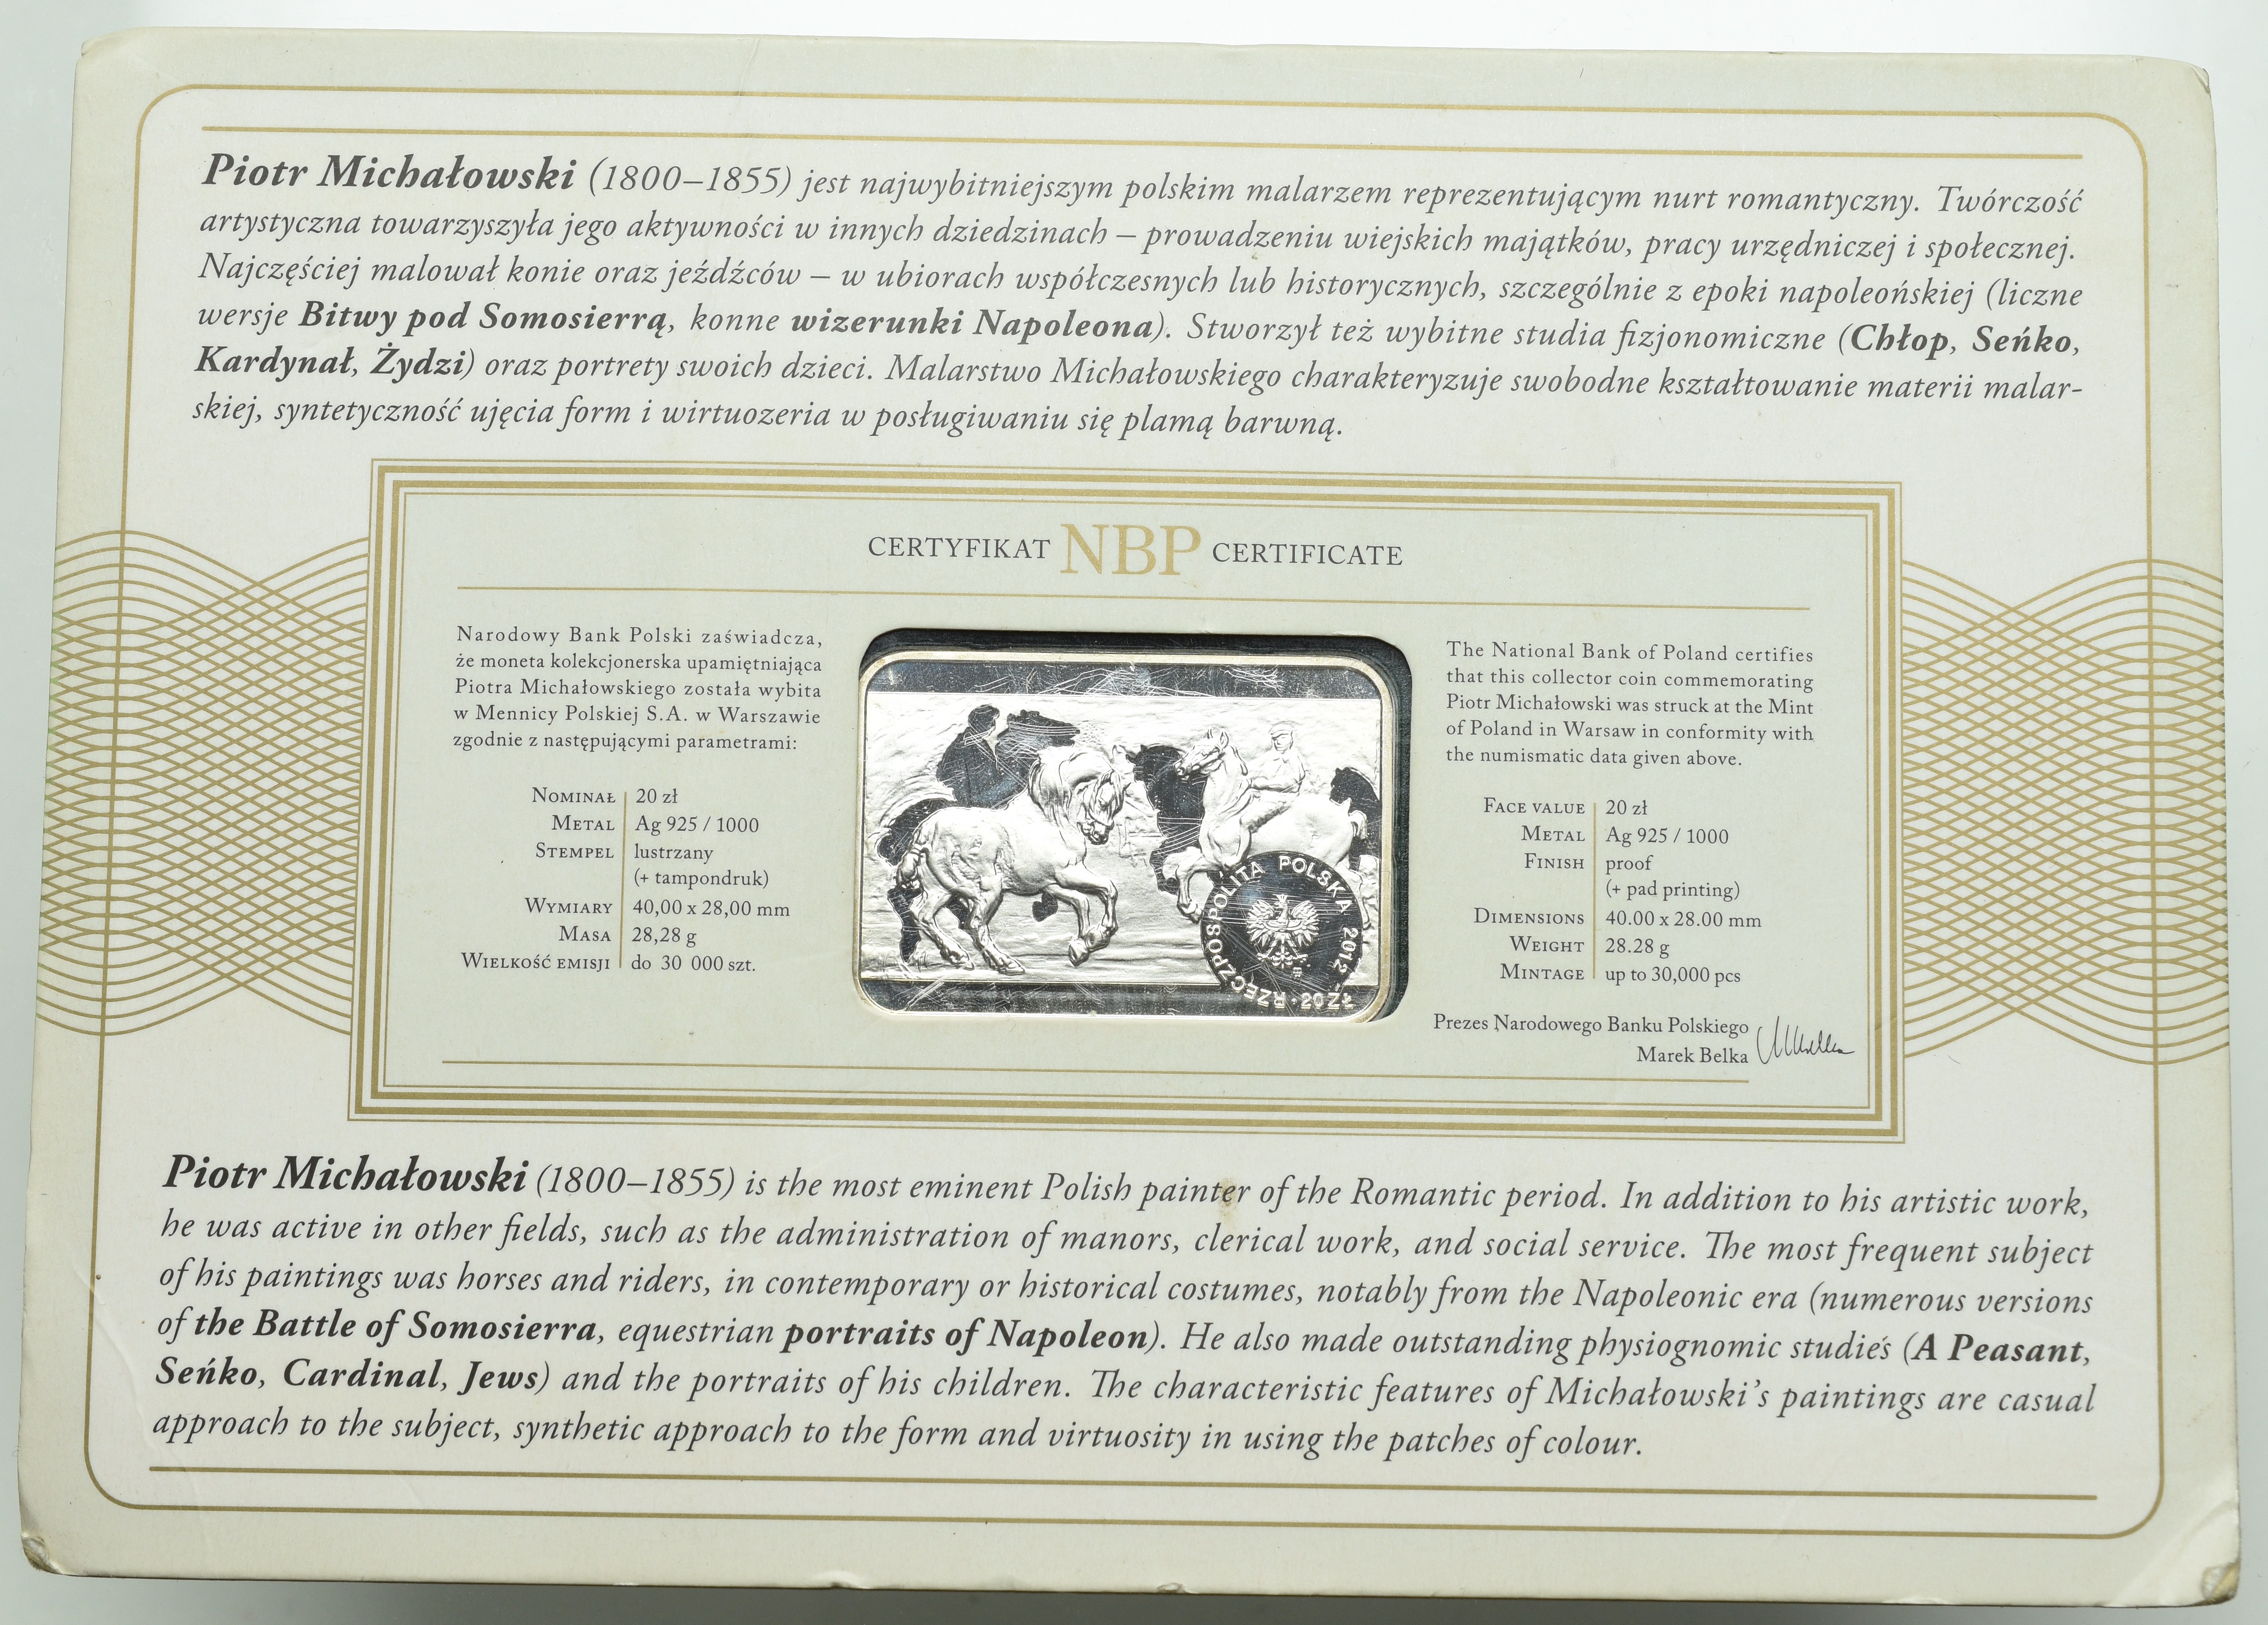 Piotr Michałowski (1800–1855) jest najwybitniejszym polskim malarzem reprezentującym nurt romantyczny. Twórczość
artystyczna towarzyszyła jego aktywności w innych dziedzinach – prowadzeniu wiejskich majątków, pracy urzędniczej i społecznej.
Najczęściej malował konie oraz jeźdźców – w ubiorach współczesnych lub historycznych, szczególnie z epoki napoleońskiej (liczne
wersje Bitwy pod Somosierrą, konne wizerunki Napoleona). Stworzył też wybitne studia fizjonomiczne (Chłop, Seńko,
Kardynał, Żydzi) oraz portrety swoich dzieci. Malarstwo Michałowskiego charakteryzuje swobodne kształtowanie materii malar-
skiej, syntetyczność ujęcia form i wirtuozeria w posługiwaniu się plamą barwną.
CERTYFIKAT NBP CERTIFICATE
Narodowy Bank Polski zaświadcza,
że moneta kolekcjonerska upamiętniająca
Piotra Michałowskiego została wybita
w Mennicy Polskiej S.A. w Warszawie
zgodnie z następującymi parametrami:
NOMINAŁ 20 zł
METAL Ag 925 / 1000
STEMPEL lustrzany
(+ tampondruk)
WYMIARY 40,00 x 28,00 mm
MASA 28,28 g
WIELKOŚĆ EMISJI do 30 000 szt.
RZECZPOSPOLITA POLSKA 2012 · 20 ZŁ ·
The National Bank of Poland certifies
that this collector coin commemorating
Piotr Michałowski was struck at the Mint
of Poland in Warsaw in conformity with
the numismatic data given above.
FACE VALUE 20 zł
METAL Ag 925 / 1000
FINISH proof
(+ pad printing)
DIMENSIONS 40.00 x 28.00 mm
WEIGHT 28.28 g
MINTAGE up to 30,000 pcs
Prezes Narodowego Banku Polskiego
Marek Belka MBelka
Piotr Michałowski (1800–1855) is the most eminent Polish painter of the Romantic period. In addition to his artistic work,
he was active in other fields, such as the administration of manors, clerical work, and social service. The most frequent subject
of his paintings was horses and riders, in contemporary or historical costumes, notably from the Napoleonic era (numerous versions
of the Battle of Somosierra, equestrian portraits of Napoleon). He also made outstanding physiognomic studies (A Peasant,
Seńko, Cardinal, Jews) and the portraits of his children. The characteristic features of Michałowski's paintings are casual
approach to the subject, synthetic approach to the form and virtuosity in using the patches of colour.